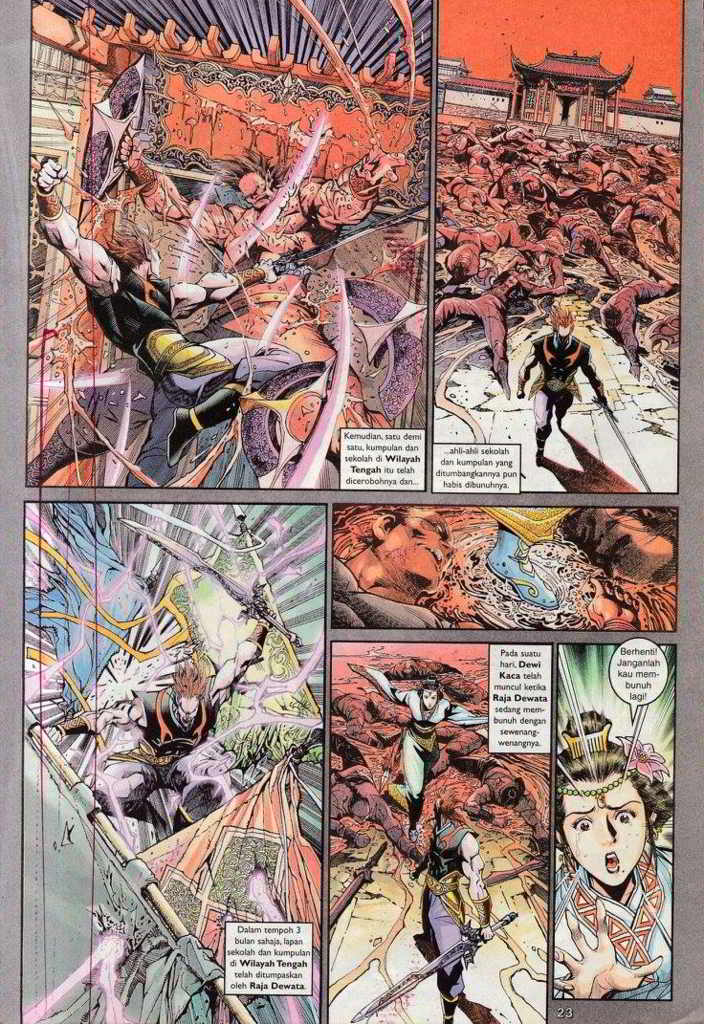 Kemudian, satu demi
satu, kumpulan dan
sekolah di Wilayah
Tengah itu telah
dicerobohnya dan...
...ahli-ahli sekolah
dan kumpulan yang
ditumbangkannya pun
habis dibunuhnya.
Dalam tempoh 3
bulan sahaja, lapan
sekolah dan kumpulan
di Wilayah Tengah
telah ditumpaskan
oleh Raja Dewata.
Pada suatu
hari, Dewi
Kaca telah
muncul ketika
Raja Dewata
sedang mem-
bunuh dengan
sewenang-
wenangnya.
Berhenti!
Janganlah
kau mem-
bunuh
lagi!
23